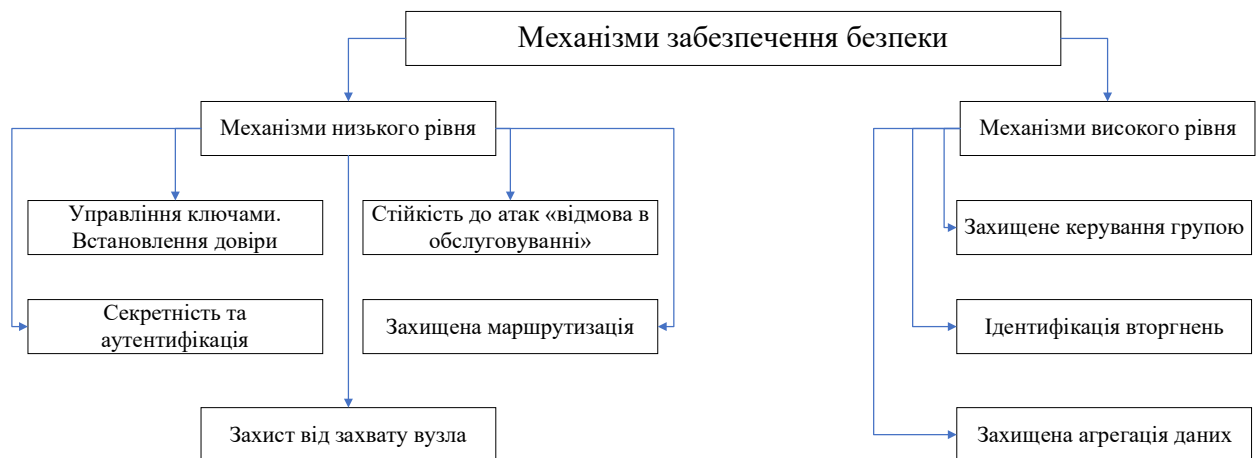 Механізми забезпечення безпеки
Механізми низького рівня
Механізми високого рівня
Управління ключами.
Встановлення довіри
Стійкість до атак «відмова в
обслуговуванні»
Захищене керування групою
Секретність та
аутентифікація
Захищена маршрутизація
Ідентифікація вторгнень
Захист від захвату вузла
Захищена агрегація даних